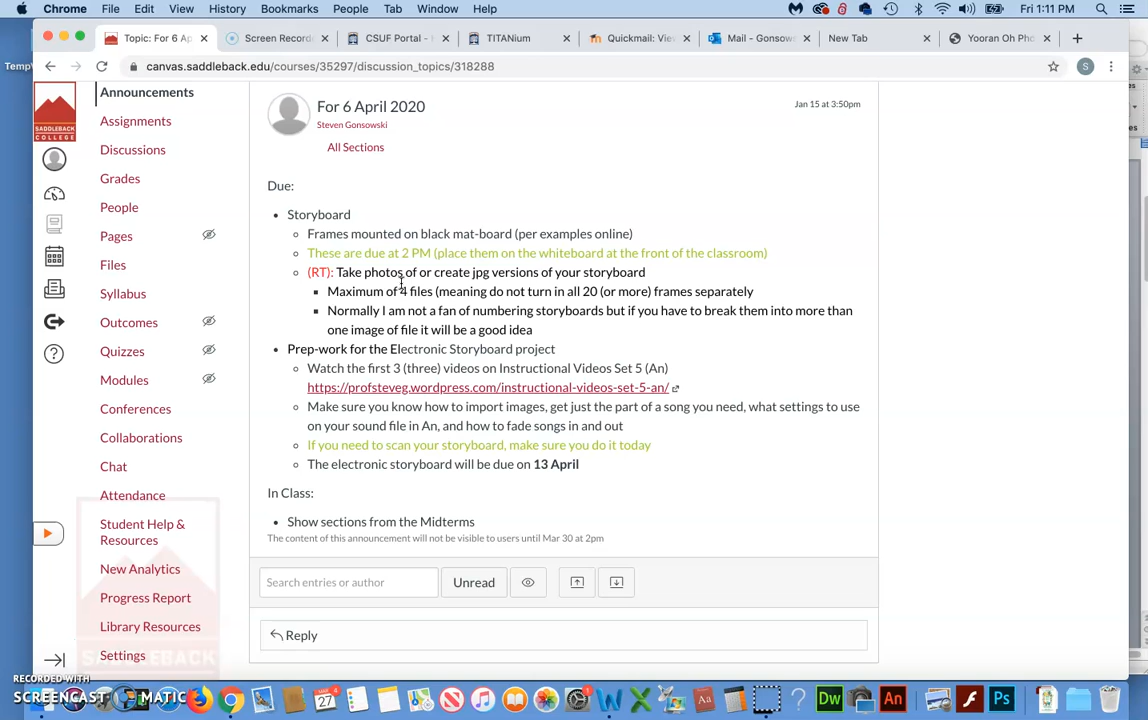 Chrome File Edit View History Bookmarks People Tab Window Help Fri 1:11 PM
Topic: For 6 Ap Screen Record CSUF Portal - TITANium Quickmail: Vie Mail - Gonsow New Tab Yooran Oh Pho
canvas.saddleback.edu/courses/35297/discussion_topics/318288 S
TempV
SADDLEBACK
COLLEGE
Announcements
Assignments
Discussions
Grades
People
Pages
Files
Syllabus
Outcomes
Quizzes
Modules
Conferences
Collaborations
Chat
Attendance
Student Help &
Resources
New Analytics
Progress Report
Library Resources
Settings
For 6 April 2020
Jan 15 at 3:50pm
Steven Gonsowski
All Sections
Due:
Storyboard
Frames mounted on black mat-board (per examples online)
These are due at 2 PM (place them on the whiteboard at the front of the classroom)
(RT): Take photos of or create jpg versions of your storyboard
Maximum of 4 files (meaning do not turn in all 20 (or more) frames separately
Normally I am not a fan of numbering storyboards but if you have to break them into more than
one image of file it will be a good idea
Prep-work for the Electronic Storyboard project
Watch the first 3 (three) videos on Instructional Videos Set 5 (An)
https://profsteveg.wordpress.com/instructional-videos-set-5-an/
Make sure you know how to import images, get just the part of a song you need, what settings to use
on your sound file in An, and how to fade songs in and out
If you need to scan your storyboard, make sure you do it today
The electronic storyboard will be due on 13 April
In Class:
Show sections from the Midterms
The content of this announcement will not be visible to users until Mar 30 at 2pm
Search entries or author Unread
Reply
RECORDED WITH
SCREENCAST MATIC
27 Dw An Ps